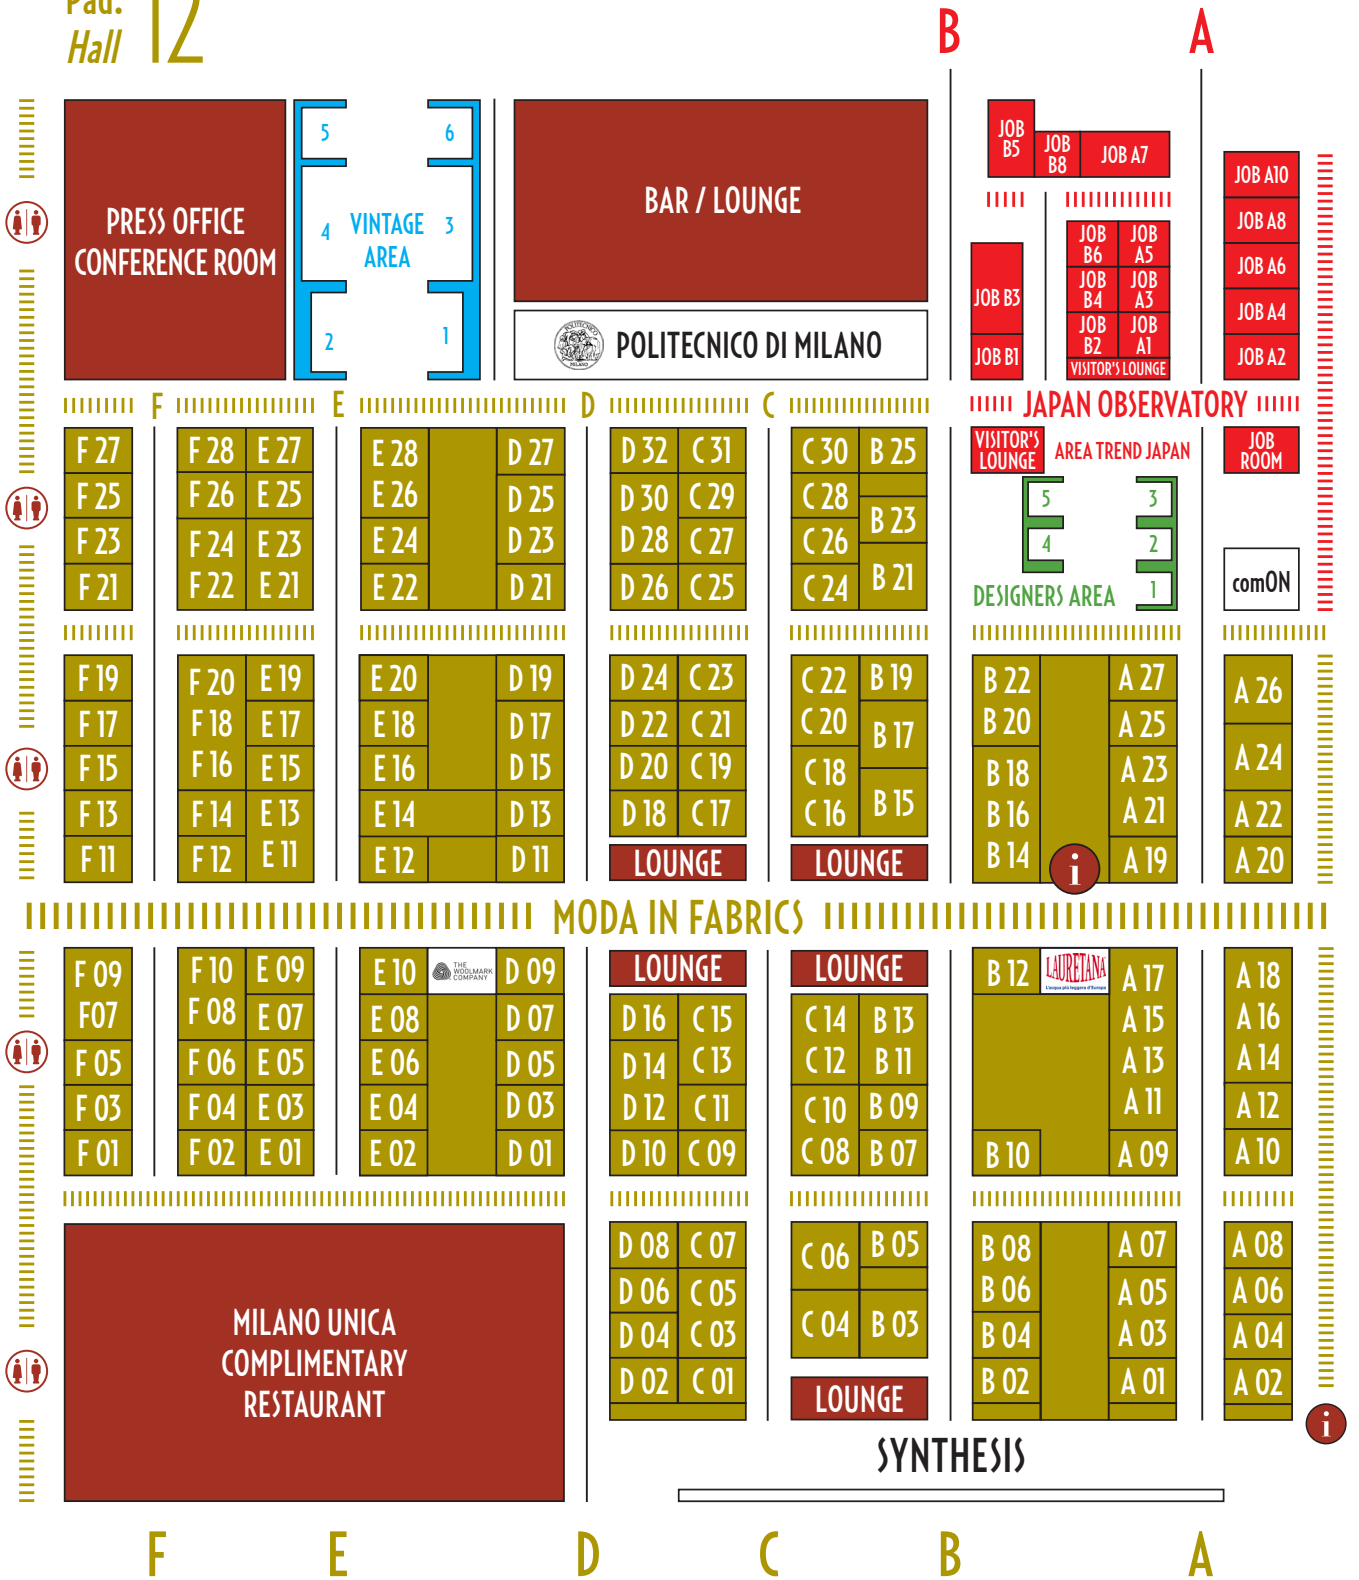 Pad. 12
Hall
B
A
PRESS OFFICE
CONFERENCE ROOM
5
6
4
VINTAGE
AREA
3
2
1
BAR / LOUNGE
POLITECNICO DI MILANO
JOB
B5
JOB
B8
JOB A7
JOB A10
JOB A8
JOB A6
JOB A4
JOB A2
JOB B3
JOB B1
JOB
B6
JOB
A5
JOB
B4
JOB
A3
JOB
B2
JOB
A1
VISITOR'S LOUNGE
F
E
D
C
JAPAN OBSERVATORY
VISITOR'S
LOUNGE
AREA TREND JAPAN
JOB
ROOM
5
3
4
2
1
DESIGNERS AREA
comON
F 27
F 25
F 23
F 21
F 28
F 26
F 24
F 22
E 27
E 25
E 23
E 21
E 28
E 26
E 24
E 22
D 27
D 25
D 23
D 21
D 32
D 30
D 28
D 26
C 31
C 29
C 27
C 25
C 30
C 28
C 26
C 24
B 25
B 23
B 21
F 19
F 17
F 15
F 13
F 11
F 20
F 18
F 16
F 14
F 12
E 19
E 17
E 15
E 13
E 11
E 20
E 18
E 16
E 14
E 12
D 19
D 17
D 15
D 13
D 11
D 24
D 22
D 20
D 18
C 23
C 21
C 19
C 17
LOUNGE
C 22
C 20
C 18
C 16
B 19
B 17
B 15
LOUNGE
B 22
B 20
B 18
B 16
B 14
i
A 27
A 25
A 23
A 21
A 19
A 26
A 24
A 22
A 20
MODA IN FABRICS
F 09
F07
F 05
F 03
F 01
F 10
F 08
F 06
F 04
F 02
E 09
E 07
E 05
E 03
E 01
E 10
E 08
E 06
E 04
E 02
THE
WOOLMARK
COMPANY
D 09
D 07
D 05
D 03
D 01
LOUNGE
D 16
D 14
D 12
D 10
C 15
C 13
C 11
C 09
LOUNGE
C 14
C 12
C 10
C 08
B 13
B 11
B 09
B 07
B 12
B 10
LAURETANA
L'acqua più leggera d'Europa
A 17
A 15
A 13
A 11
A 09
A 18
A 16
A 14
A 12
A 10
MILANO UNICA
COMPLIMENTARY
RESTAURANT
D 08
D 06
D 04
D 02
C 07
C 05
C 03
C 01
C 06
C 04
B 05
B 03
LOUNGE
B 08
B 06
B 04
B 02
A 07
A 05
A 03
A 01
A 08
A 06
A 04
A 02
i
SYNTHESIS
F
E
D
C
B
A